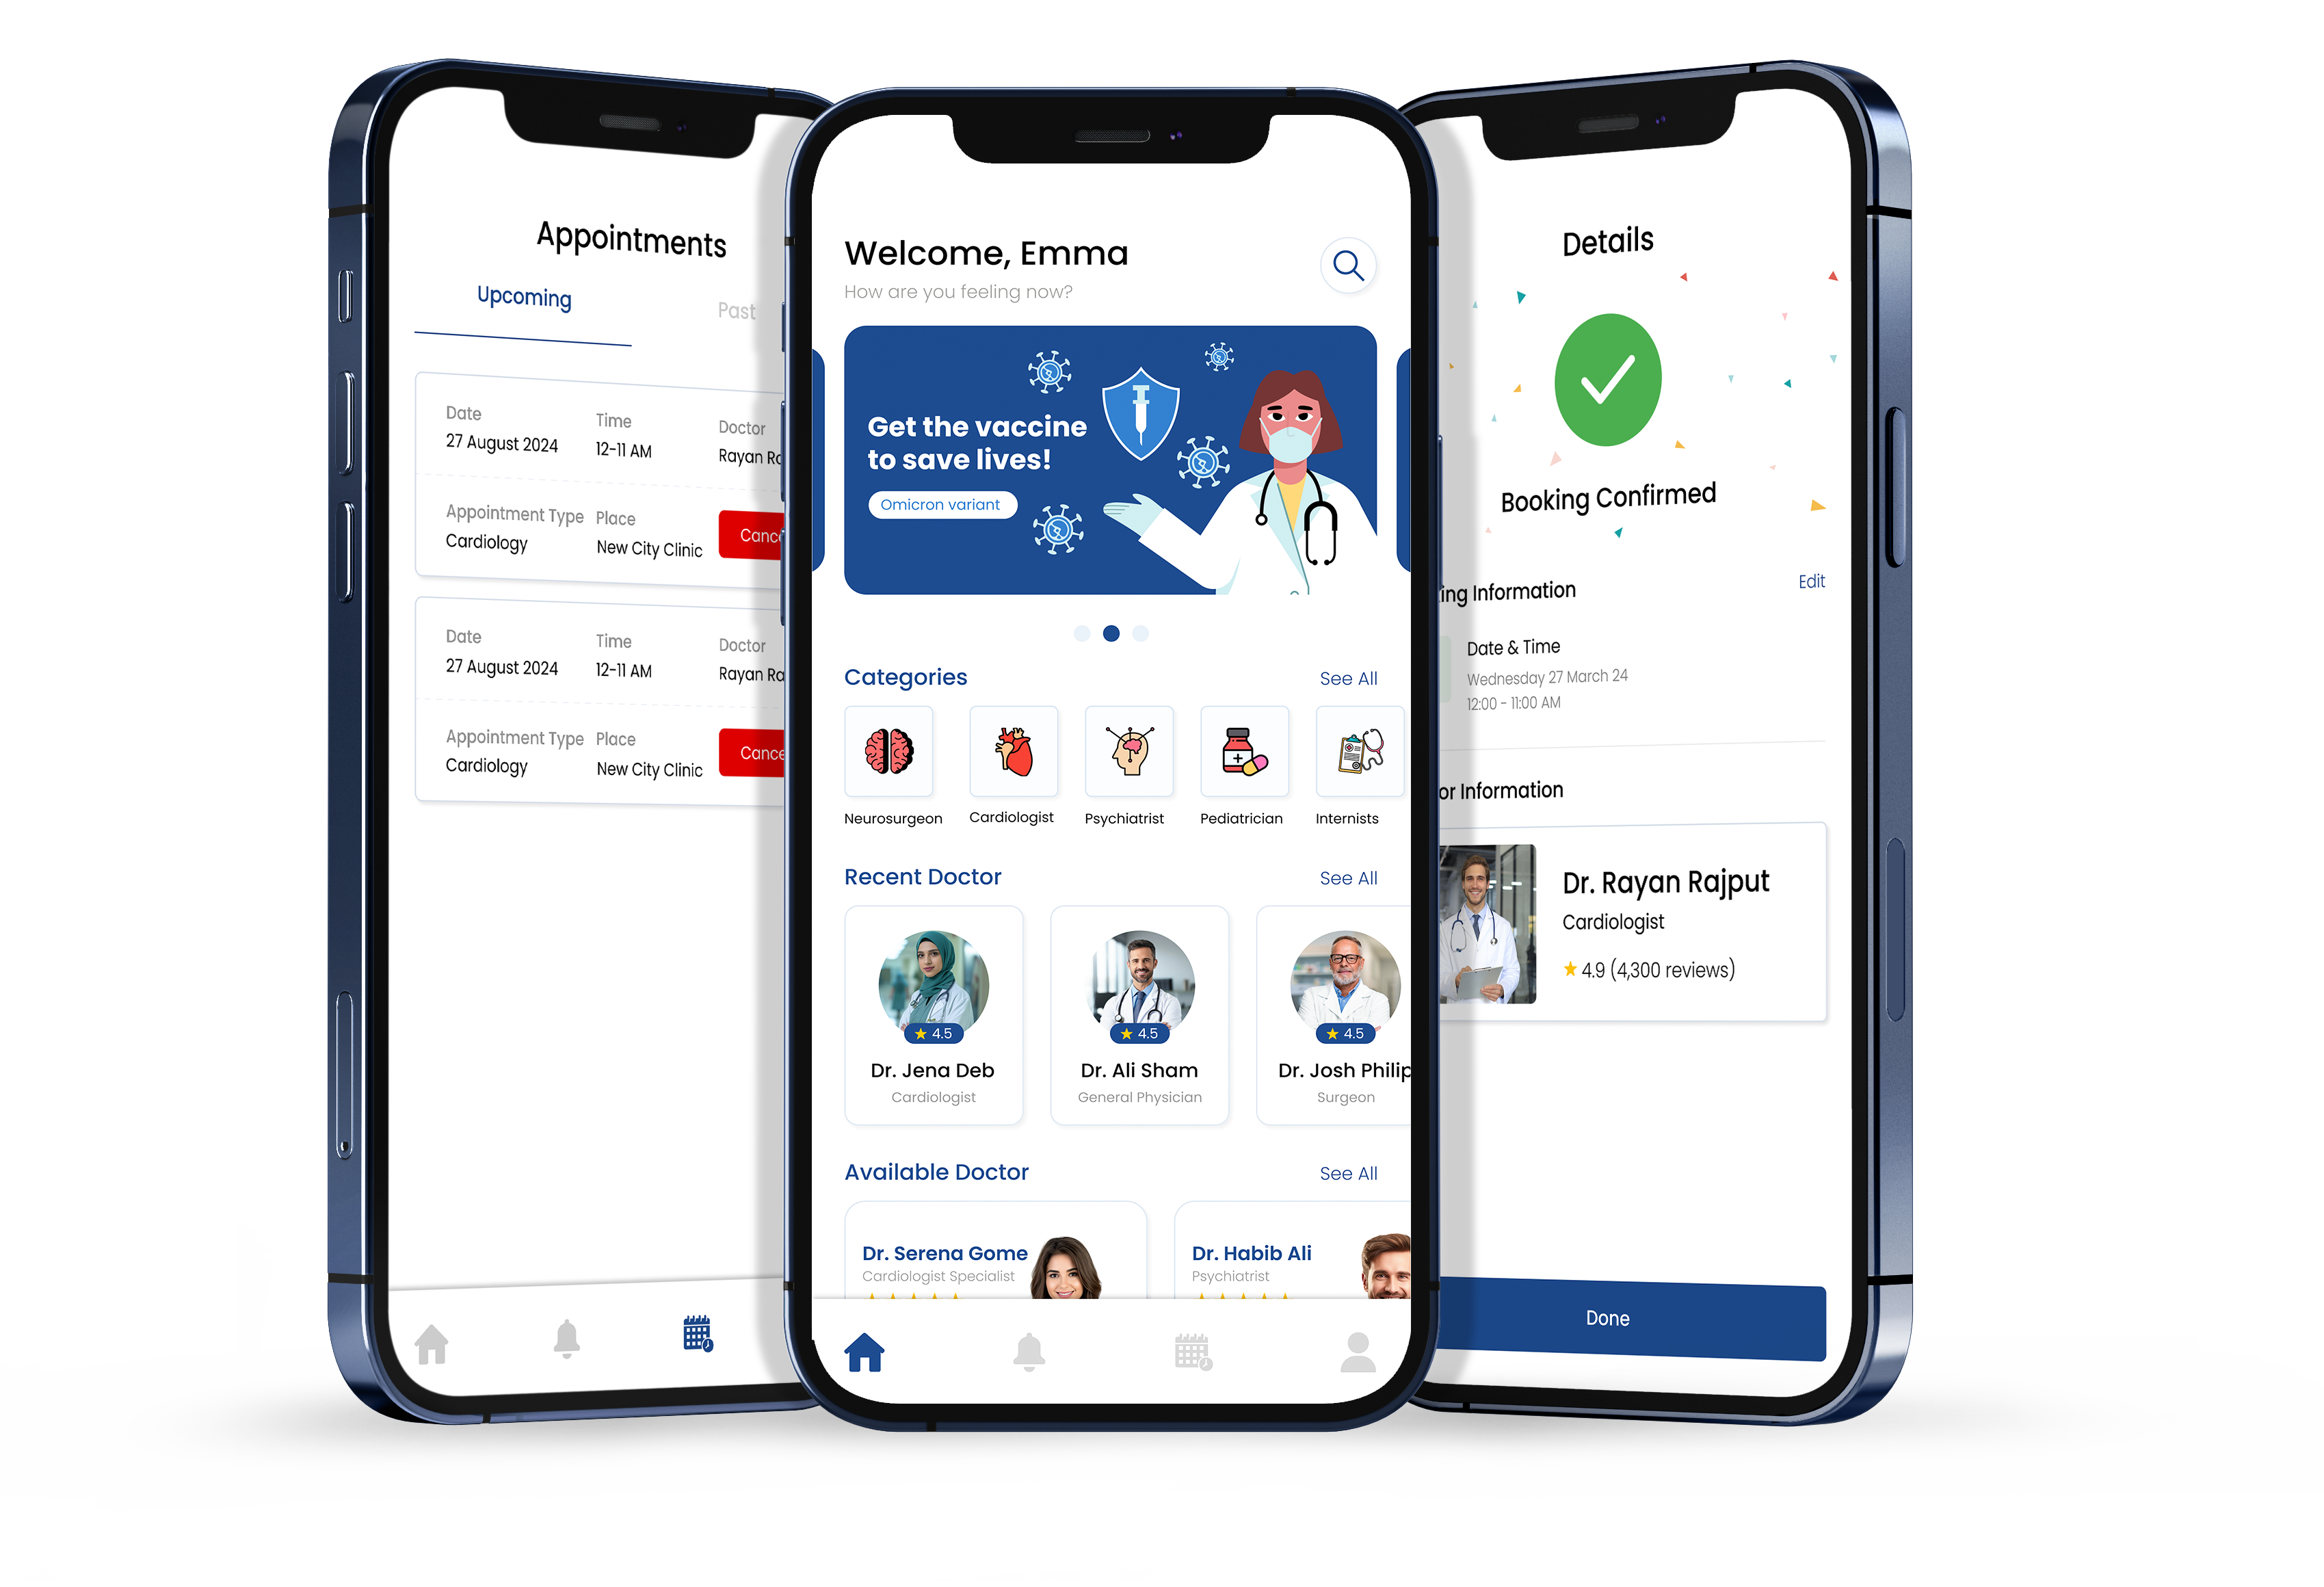 Appointments
Upcoming
Past
Date
Time
Doctor
27 August 2024
12-11 AM
Rayan
Appointment Type
Place
Cardiology
New City Clinic
Date
Time
Doctor
27 August 2024
12-11 AM
Rayan
Appointment Type
Place
Cardiology
New City Clinic
Welcome, Emma
How are you feeling now?
Get the vaccine
to save lives!
Omicron variant
Categories
See All
Neurosurgeon
Cardiologist
Psychiatrist
Pediatrician
Internists
Recent Doctor
See All
4.5
4.5
4.5
Dr. Jena Deb
Dr. Ali Sham
Dr. Josh Philip
Cardiologist
General Physician
Surgeon
Available Doctor
See All
Dr. Serena Gome
Cardiologist Specialist
Dr. Habib Ali
Psychiatrist
Details
Booking Confirmed
Information
Edit
Date & Time
Wednesday 27 March 24
12:00 - 11:00 AM
Information
Dr. Rayan Rajput
Cardiologist
4.9 (4,300 reviews)
Done